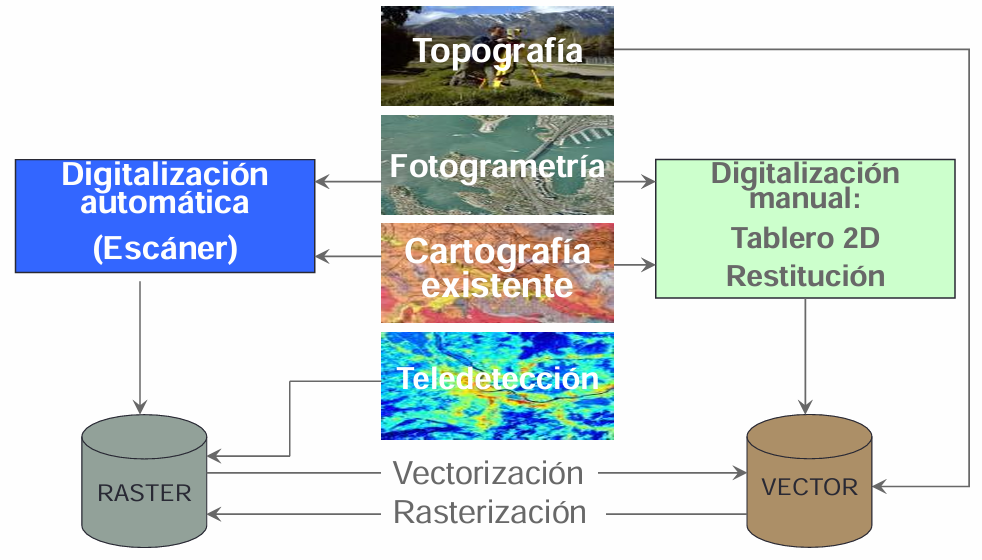 Topografía
Fotogrametría
Digitalización
automática
(Escáner)
Digitalización
manual:
Tablero 2D
Restitución
Cartografía
existente
Teledetección
Vectorización
RASTER
VECTOR
Rasterización